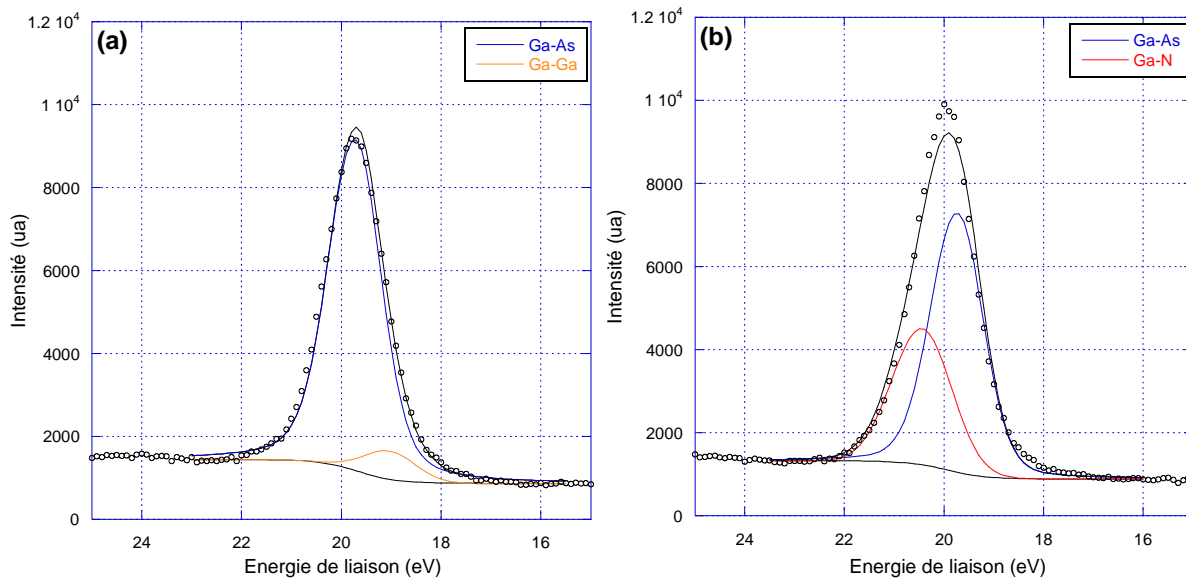 (a)
Ga-As
Ga-Ga
1.2 10⁴
1 10⁴
8000
6000
4000
2000
0
24 22 20 18 16
Intensité (ua)
Energie de liaison (eV)
(b)
Ga-As
Ga-N
1.2 10⁴
1 10⁴
8000
6000
4000
2000
0
24 22 20 18 16
Intensité (ua)
Energie de liaison (eV)